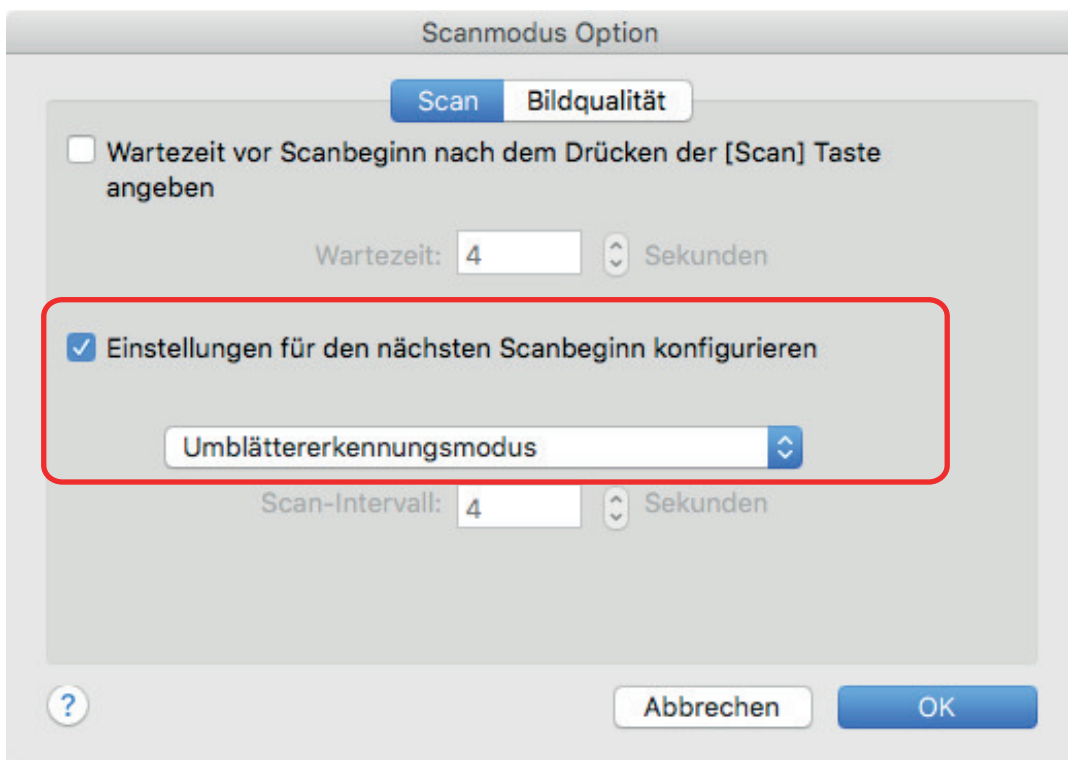 Scanmodus Option
Scan Bildqualität
Wartezeit vor Scanbeginn nach dem Drücken der [Scan] Taste
angeben
Wartezeit: 4 Sekunden
Einstellungen für den nächsten Scanbeginn konfigurieren
Umblättererkennungsmodus
Scan-Intervall: 4 Sekunden
? Abbrechen OK